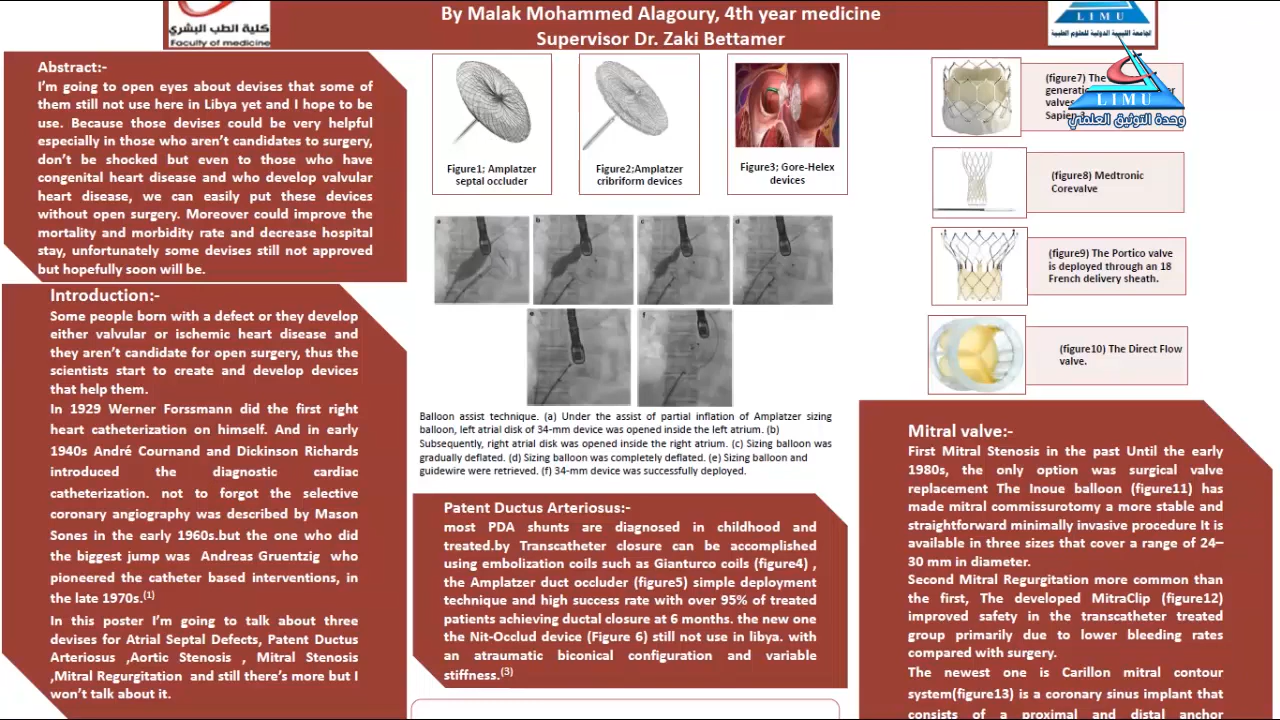 كلية الطب البشري
Faculty of medicine
By Malak Mohammed Alagoury, 4th year medicine
Supervisor Dr. Zaki Bettamer
LIMU
الجامعة الليبية الدولية للعلوم الطبية
Abstract:-
I'm going to open eyes about devises that some of
them still not use here in Libya yet and I hope to be
use. Because those devises could be very helpful
especially in those who aren't candidates to surgery,
don't be shocked but even to those who have
congenital heart disease and who develop valvular
heart disease, we can easily put these devices
without open surgery. Moreover could improve the
mortality and morbidity rate and decrease hospital
stay, unfortunately some devises still not approved
but hopefully soon will be.
Introduction:-
Some people born with a defect or they develop
either valvular or ischemic heart disease and
they aren't candidate for open surgery, thus the
scientists start to create and develop devices
that help them.
In 1929 Werner Forssmann did the first right
heart catheterization on himself. And in early
1940s André Cournand and Dickinson Richards
introduced the diagnostic cardiac
catheterization. not to forgot the selective
coronary angiography was described by Mason
Sones in the early 1960s.but the one who did
the biggest jump was Andreas Gruentzig who
pioneered the catheter based interventions, in
the late 1970s.(1)
In this poster I'm going to talk about three
devises for Atrial Septal Defects, Patent Ductus
Arteriosus ,Aortic Stenosis , Mitral Stenosis
,Mitral Regurgitation and still there's more but I
won't talk about it.
Figure1; Amplatzer
septal occluder
Figure2;Amplatzer
cribriform devices
Figure3; Gore-Helex
devices
a
b
c
d
e
f
Balloon assist technique. (a) Under the assist of partial inflation of Amplatzer sizing
balloon, left atrial disk of 34-mm device was opened inside the left atrium. (b)
Subsequently, right atrial disk was opened inside the right atrium. (c) Sizing balloon was
gradually deflated. (d) Sizing balloon was completely deflated. (e) Sizing balloon and
guidewire were retrieved. (f) 34-mm device was successfully deployed.
Patent Ductus Arteriosus:-
most PDA shunts are diagnosed in childhood and
treated.by Transcatheter closure can be accomplished
using embolization coils such as Gianturco coils (figure4) ,
the Amplatzer duct occluder (figure5) simple deployment
technique and high success rate with over 95% of treated
patients achieving ductal closure at 6 months. the new one
the Nit-Occlud device (Figure 6) still not use in libya. with
an atraumatic biconical configuration and variable
stiffness.(3)
(figure7) The
valves
LIMU
وحدة التوثيق العلمي
(figure8) Medtronic
Corevalve
(figure9) The Portico valve
is deployed through an 18
French delivery sheath.
(figure10) The Direct Flow
valve.
Mitral valve:-
First Mitral Stenosis in the past Until the early
1980s, the only option was surgical valve
replacement The Inoue balloon (figure11) has
made mitral commissurotomy a more stable and
straightforward minimally invasive procedure It is
available in three sizes that cover a range of 24–
30 mm in diameter.
Second Mitral Regurgitation more common than
the first, The developed MitraClip (figure12)
improved safety in the transcatheter treated
group primarily due to lower bleeding rates
compared with surgery.
The newest one is Carillon mitral contour
system(figure13) is a coronary sinus implant that
consists of a proximal and distal anchor